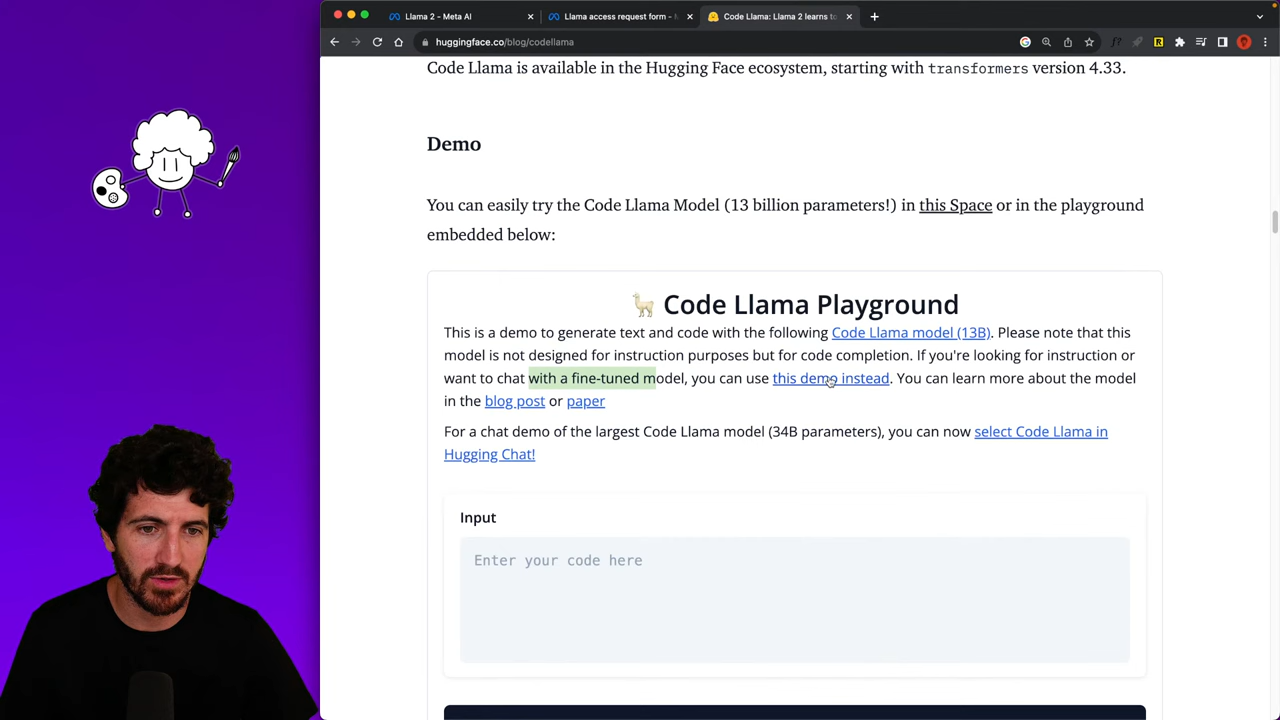 Llama 2 - Meta AI
Llama access request form - M
Code Llama: Llama 2 learns to
huggingface.co/blog/codellama
Code Llama is available in the Hugging Face ecosystem, starting with transformers version 4.33.
Demo
You can easily try the Code Llama Model (13 billion parameters!) in this Space or in the playground
embedded below:
Code Llama Playground
This is a demo to generate text and code with the following Code Llama model (13B). Please note that this
model is not designed for instruction purposes but for code completion. If you're looking for instruction or
want to chat with a fine-tuned model, you can use this demo instead. You can learn more about the model
in the blog post or paper
For a chat demo of the largest Code Llama model (34B parameters), you can now select Code Llama in
Hugging Chat!
Input
Enter your code here